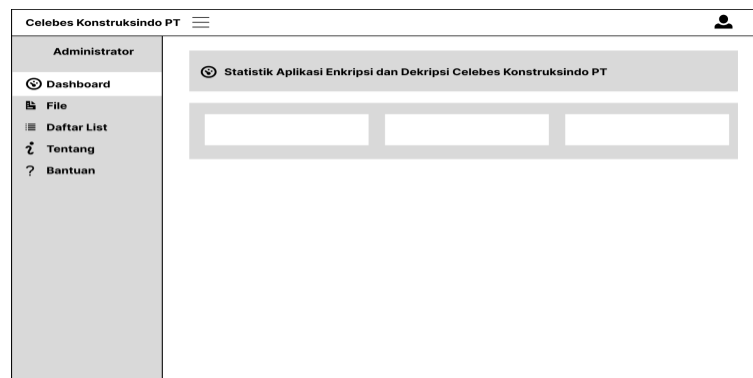 Celebes Konstruksindo PT
Administrator
Dashboard
File
Daftar List
Tentang
Bantuan
Statistik Aplikasi Enkripsi dan Dekripsi Celebes Konstruksindo PT